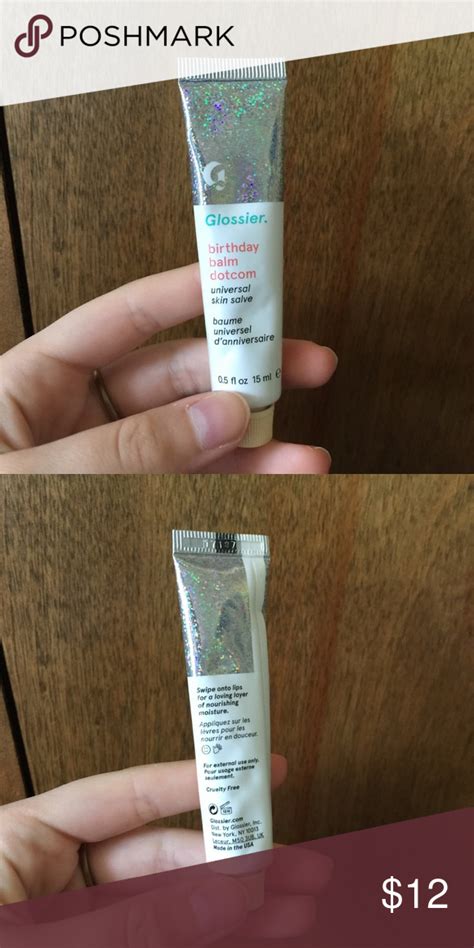 POSHMARK
Glossier.
birthday
balm
dotcom
universal
skin salve
baume
universel
d'anniversaire
0.5 fl oz 15 ml e
Swipe onto lips
for a loving layer
of nourishing
moisture.
Appliquez sur les
lèvres pour les
nourrir en douceur.
For external use only.
Pour usage externe
seulement.
Cruelty Free
Glossier.com
Dist. by Glossier, Inc.
New York, NY 10013
Made in the USA
$12